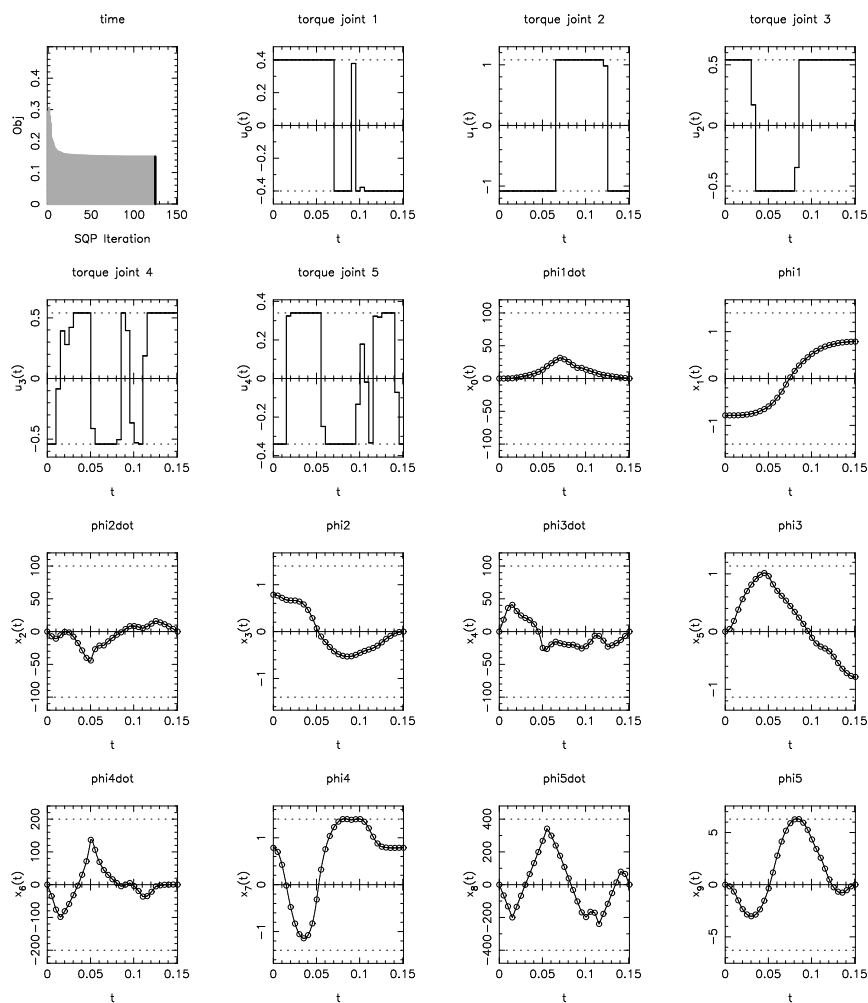 time
torque joint 1
torque joint 2
torque joint 3
Obj
0
0.1
0.2
0.3
0.4
0
50
100
150
SQP Iteration
u0(t)
−0.4
−0.2
0
0.2
0.4
0
0.05
0.1
0.15
t
u1(t)
−1
0
1
0
0.05
0.1
0.15
t
u2(t)
−0.5
0
0.5
0
0.05
0.1
0.15
t
torque joint 4
torque joint 5
phi1dot
phi1
u3(t)
−0.5
0
0.5
0
0.05
0.1
0.15
t
u4(t)
−0.4
−0.2
0
0.2
0.4
0
0.05
0.1
0.15
t
x0(t)
−100
−50
0
50
100
0
0.05
0.1
0.15
t
x1(t)
−1
0
1
0
0.05
0.1
0.15
t
phi2dot
phi2
phi3dot
phi3
x2(t)
−100
−50
0
50
100
0
0.05
0.1
0.15
t
x3(t)
−1
0
1
0
0.05
0.1
0.15
t
x4(t)
−100
−50
0
50
100
0
0.05
0.1
0.15
t
x5(t)
−1
0
1
0
0.05
0.1
0.15
t
phi4dot
phi4
phi5dot
phi5
x6(t)
−200
−100
0
100
200
0
0.05
0.1
0.15
t
x7(t)
−1
0
1
0
0.05
0.1
0.15
t
x8(t)
−400
−200
0
200
400
0
0.05
0.1
0.15
t
x9(t)
−5
0
5
0
0.05
0.1
0.15
t